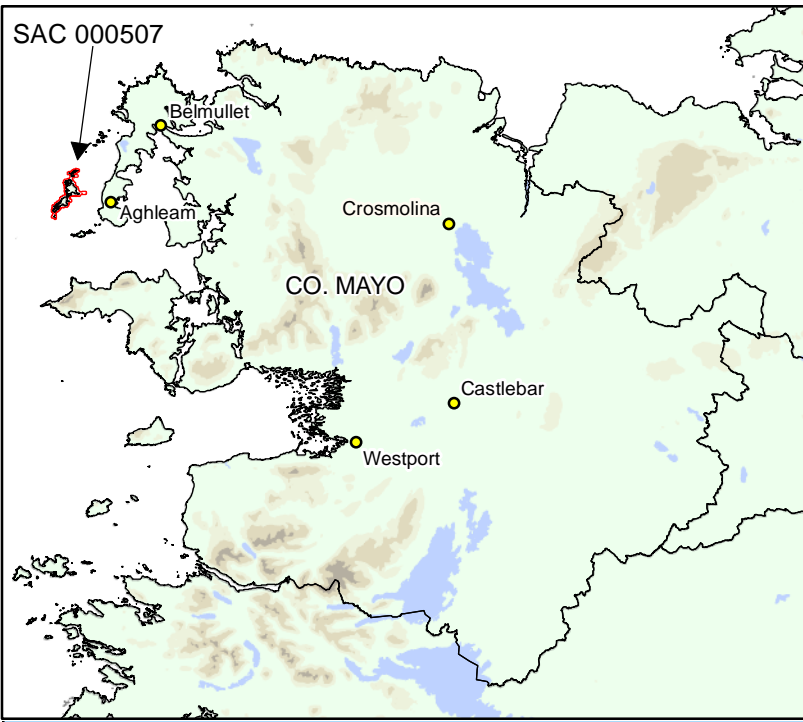 SAC 000507
Belmullet
Aghleam
Crosmolina
CO. MAYO
Castlebar
Westport